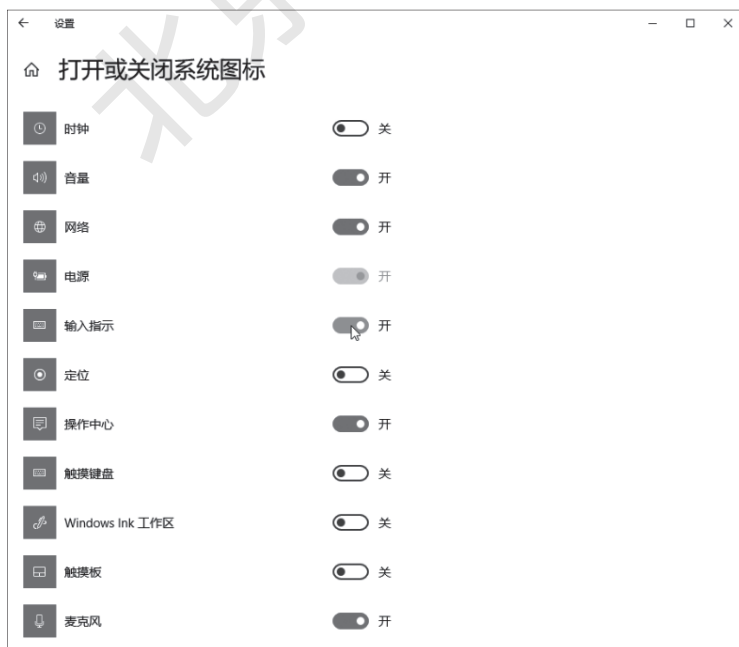 设置
打开或关闭系统图标
时钟 关
音量 开
网络 开
电源 开
输入指示 开
定位 关
操作中心 开
触摸键盘 关
Windows Ink 工作区 关
触摸板 关
麦克风 开